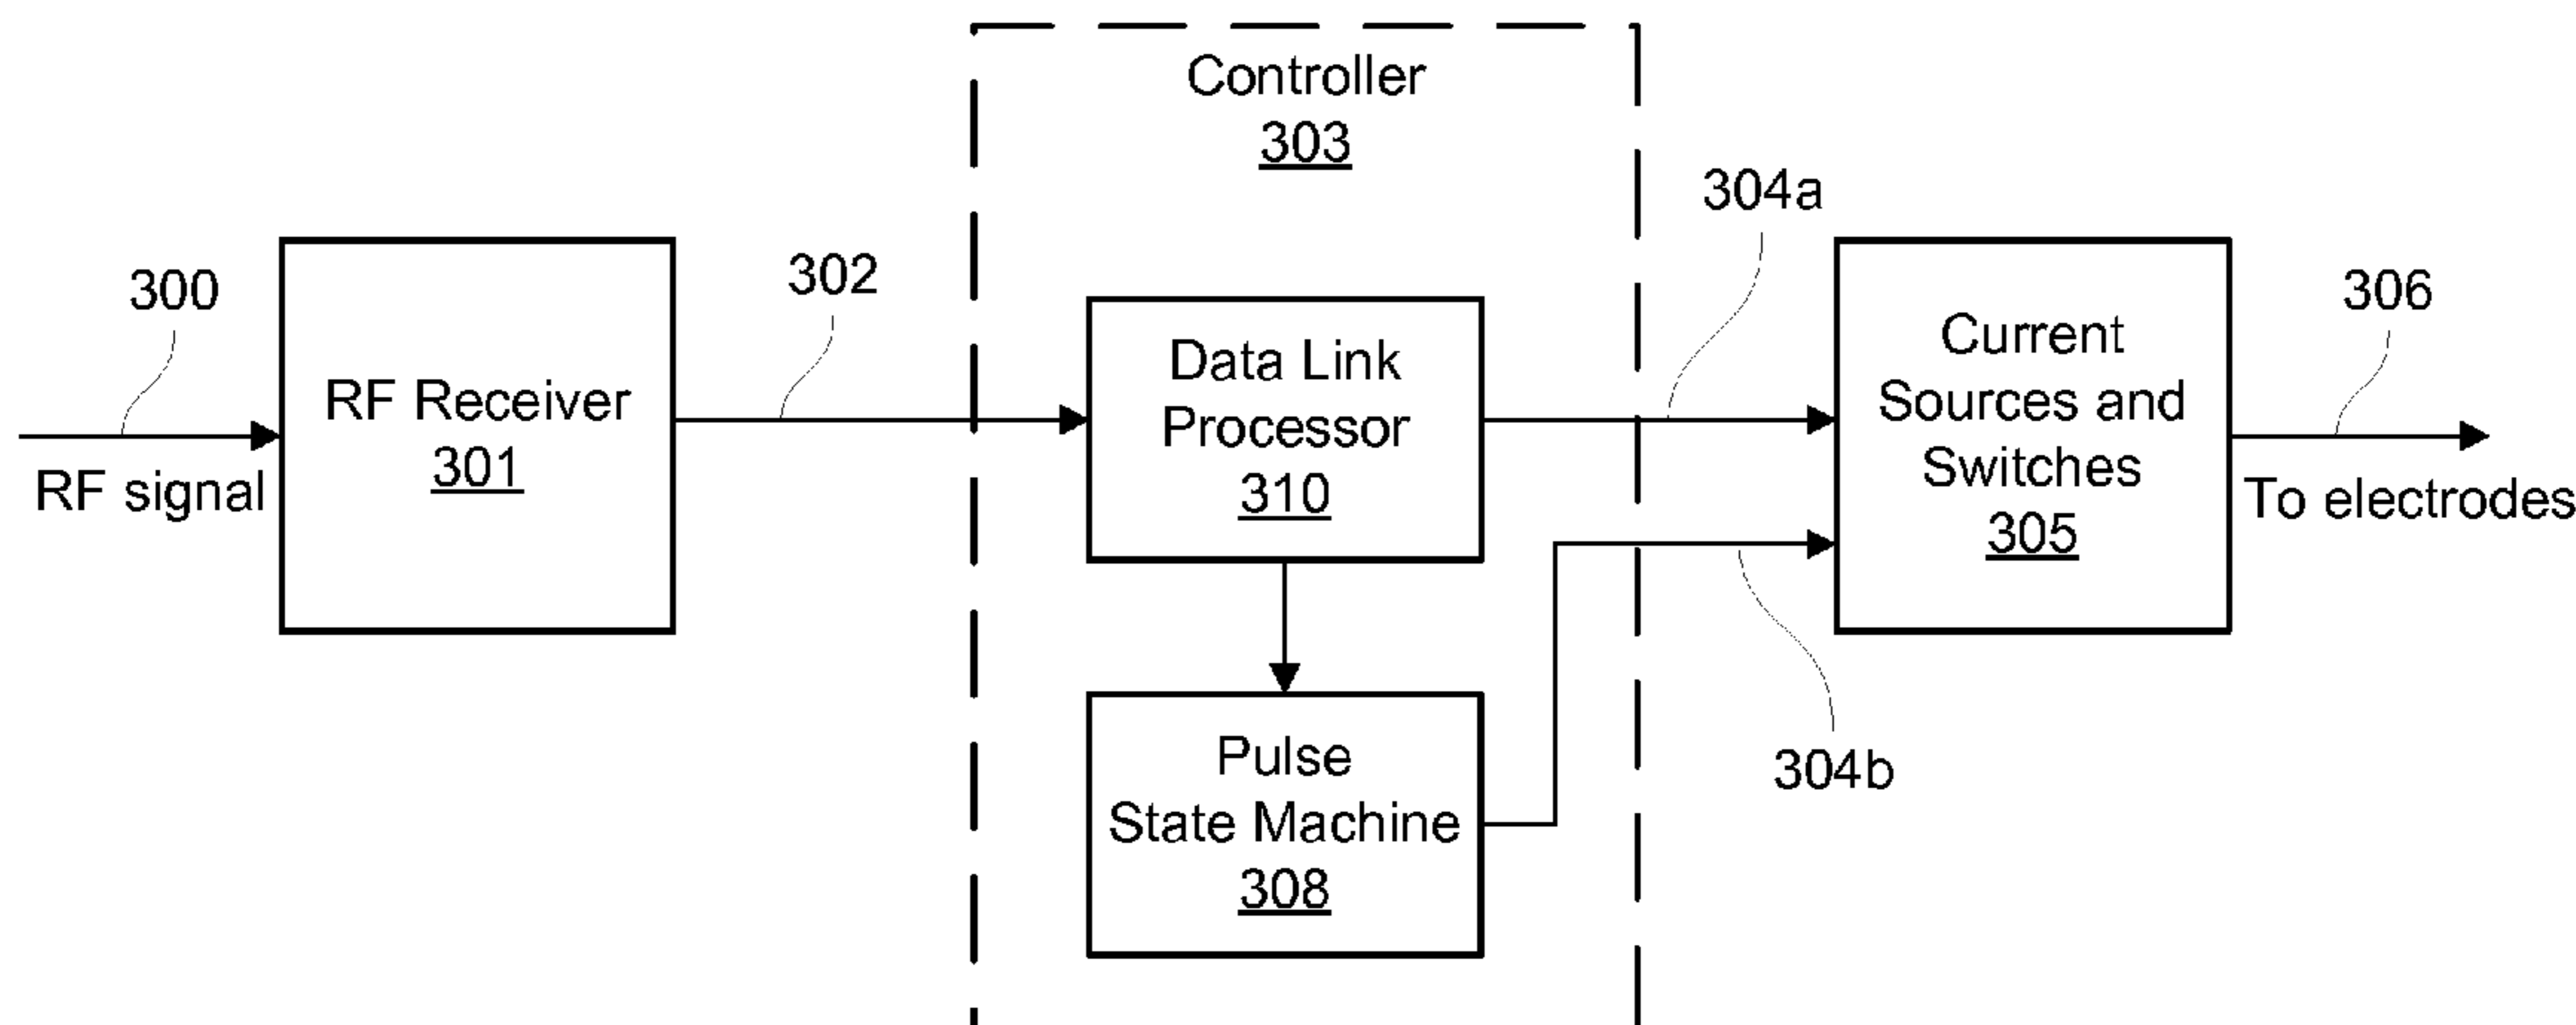 Controller
303
304a
300
302
306
RF Receiver
301
RF signal
Data Link
Processor
310
Current
Sources and
Switches
305
To electrodes
Pulse
State Machine
308
304b